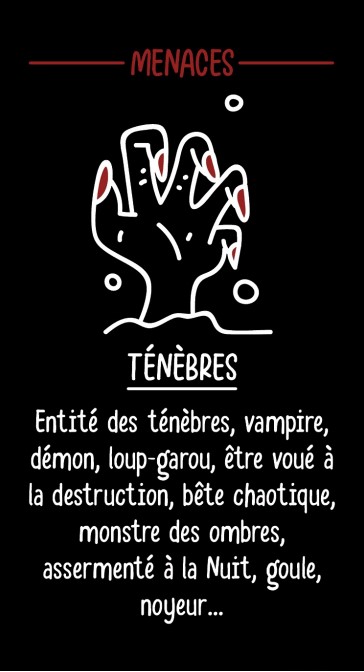 MENACES
TÉNÈBRES
Entité des ténèbres, vampire,
démon, loup-garou, être voué à
la destruction, bête chaotique,
monstre des ombres,
assermenté à la Nuit, goule,
noyeur...